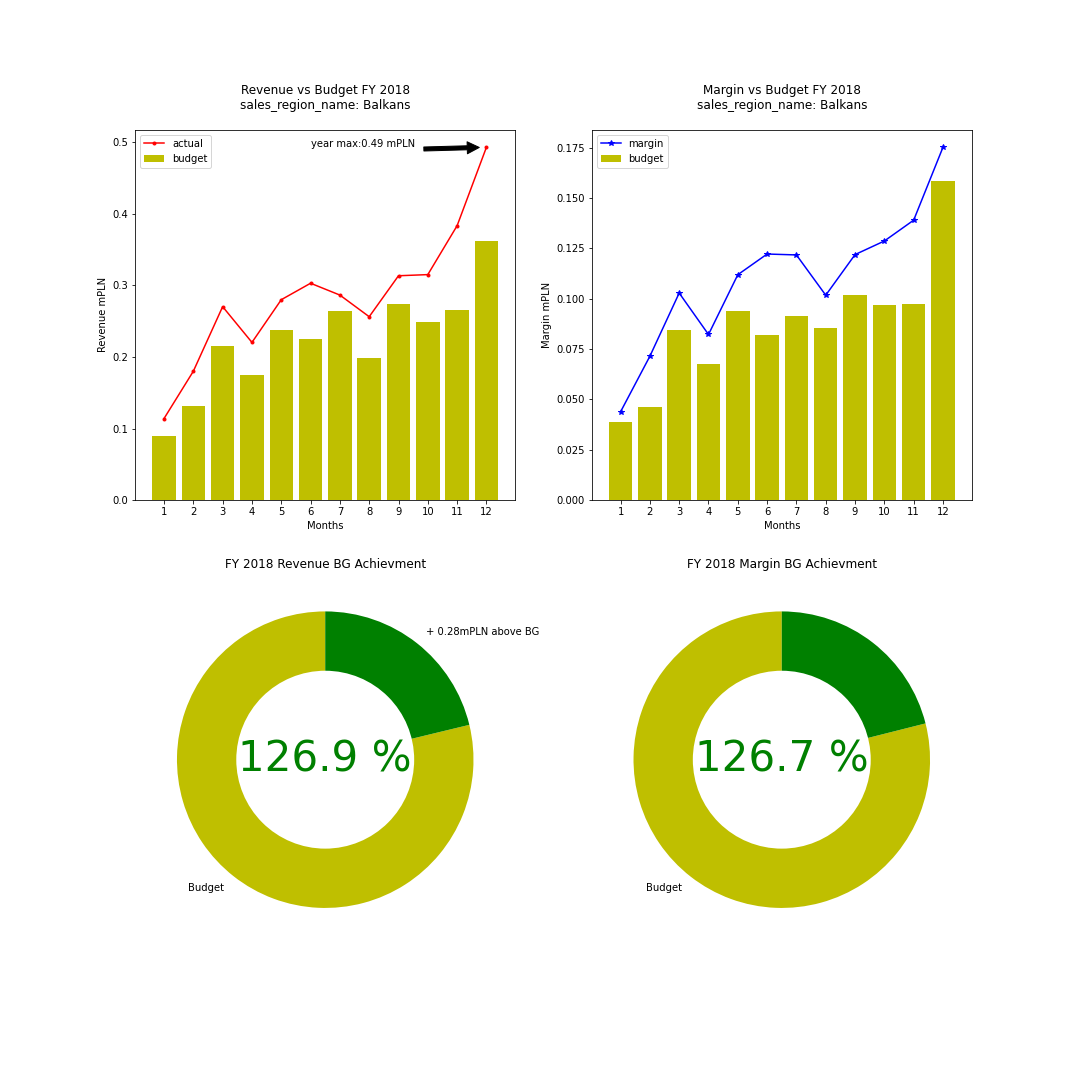 Revenue vs Budget FY 2018
sales_region_name: Balkans
actual
budget
year max:0.49 mPLN
0.5
0.4
0.3
0.2
0.1
0.0
Revenue mPLN
1 2 3 4 5 6 7 8 9 10 11 12
Months
Margin vs Budget FY 2018
sales_region_name: Balkans
margin
budget
0.175
0.150
0.125
0.100
0.075
0.050
0.025
0.000
Margin mPLN
1 2 3 4 5 6 7 8 9 10 11 12
Months
FY 2018 Revenue BG Achievment
+ 0.28mPLN above BG
126.9 %
Budget
FY 2018 Margin BG Achievment
126.7 %
Budget